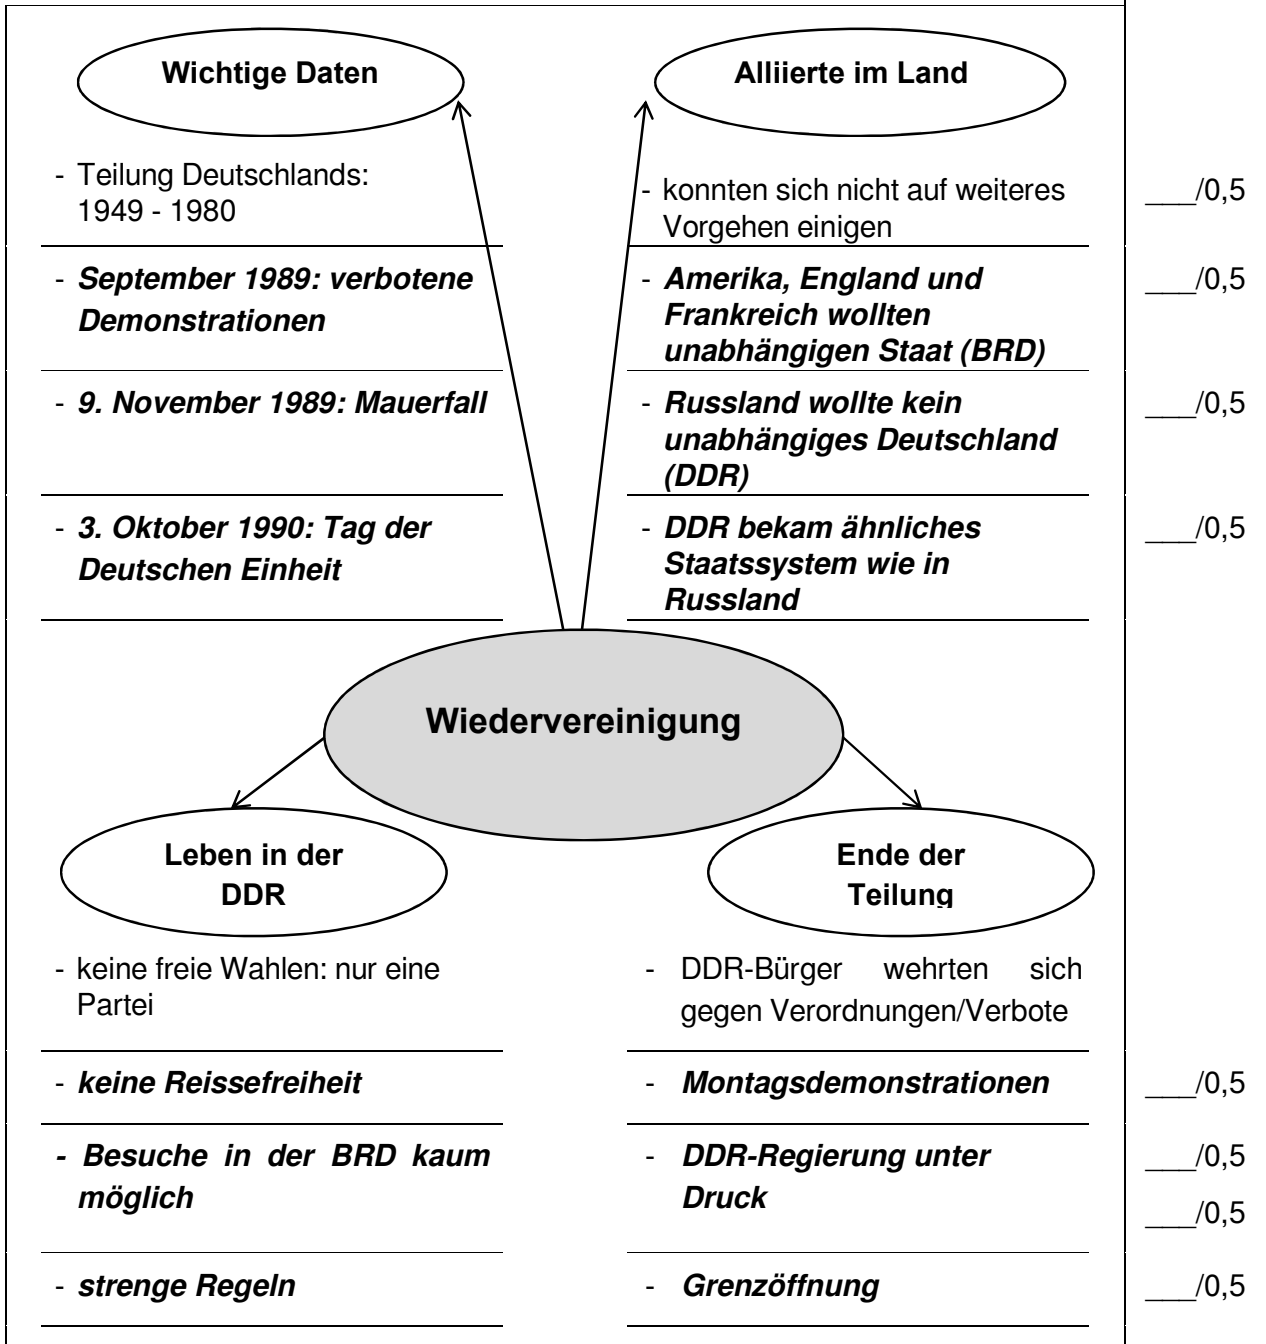 Wichtige Daten
- Teilung Deutschlands:
1949 - 1980
- September 1989: verbotene
Demonstrationen
- 9. November 1989: Mauerfall
- 3. Oktober 1990: Tag der
Deutschen Einheit
Alliierte im Land
- konnten sich nicht auf weiteres
Vorgehen einigen
- Amerika, England und
Frankreich wollten
unabhängigen Staat (BRD)
- Russland wollte kein
unabhängiges Deutschland
(DDR)
- DDR bekam ähnliches
Staatssystem wie in
Russland
___/0,5
___/0,5
___/0,5
___/0,5
Wiedervereinigung
Leben in der
DDR
- keine freie Wahlen: nur eine
Partei
- keine Reissefreiheit
- Besuche in der BRD kaum
möglich
- strenge Regeln
Ende der
Teilung
- DDR-Bürger wehrten sich
gegen Verordnungen/Verbote
- Montagsdemonstrationen
- DDR-Regierung unter
Druck
- Grenzöffnung
___/0,5
___/0,5
___/0,5
___/0,5